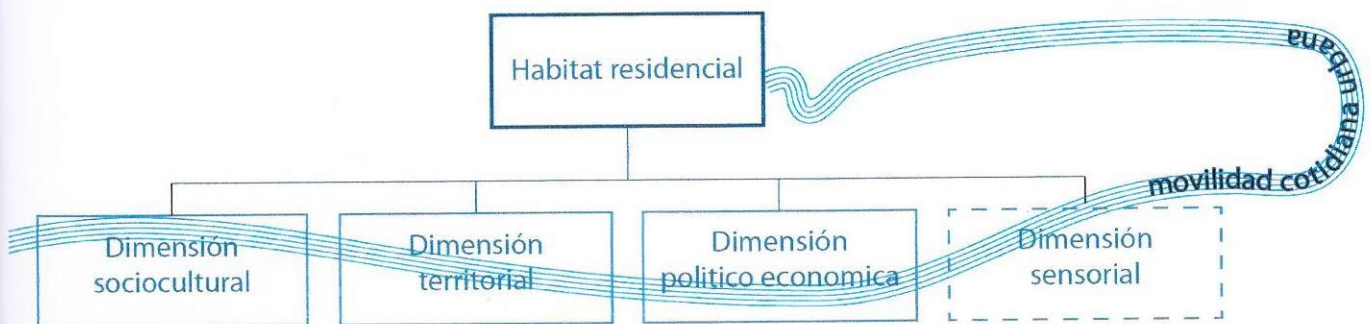 Habitat residencial
movilidad cotidiana urbana
Dimensión
sociocultural
Dimensión
territorial
Dimensión
politico economica
Dimensión
sensorial